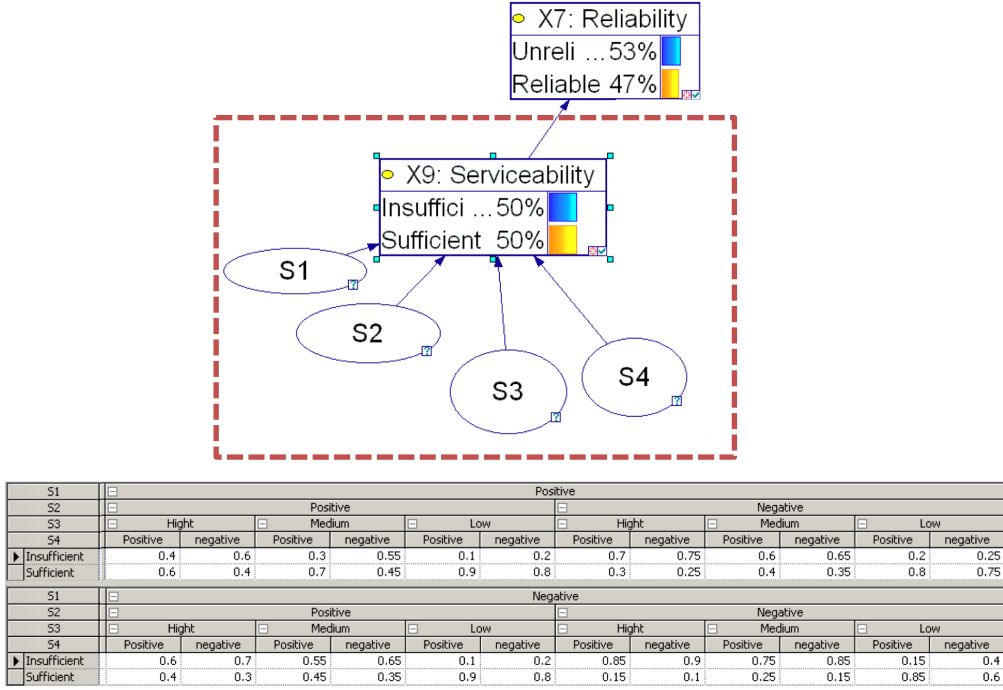 X7: Reliability
Unreli ... 53%
Reliable 47%
X9: Serviceability
Insuffici ... 50%
Sufficient 50%
S1
?
S2
?
S3
?
S4
?
S1 Positive
S2 Positive Negative
S3 Hight Medium Low Hight Medium Low
S4 Positive negative Positive negative Positive negative Positive negative Positive negative Positive negative
Insufficient 0.4 0.6 0.3 0.55 0.1 0.2 0.7 0.75 0.6 0.65 0.2 0.25
Sufficient 0.6 0.4 0.7 0.45 0.9 0.8 0.3 0.25 0.4 0.35 0.8 0.75
S1 Negative
S2 Positive Negative
S3 Hight Medium Low Hight Medium Low
S4 Positive negative Positive negative Positive negative Positive negative Positive negative Positive negative
Insufficient 0.6 0.7 0.55 0.65 0.1 0.2 0.85 0.9 0.75 0.85 0.15 0.4
Sufficient 0.4 0.3 0.45 0.35 0.9 0.8 0.15 0.1 0.25 0.15 0.85 0.6